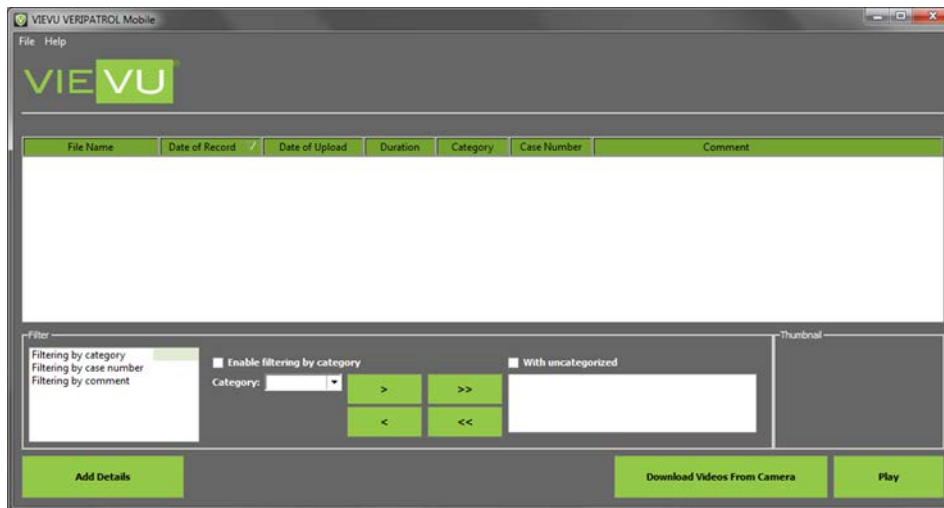 VIEVU VERIPATROL Mobile
File Help
VIEVU®
File Name Date of Record Date of Upload Duration Category Case Number Comment
Filter Thumbnail
Filtering by category
Filtering by case number
Filtering by comment
Enable filtering by category
Category:
> >>
< <<
With uncategorized
Add Details Download Videos From Camera Play